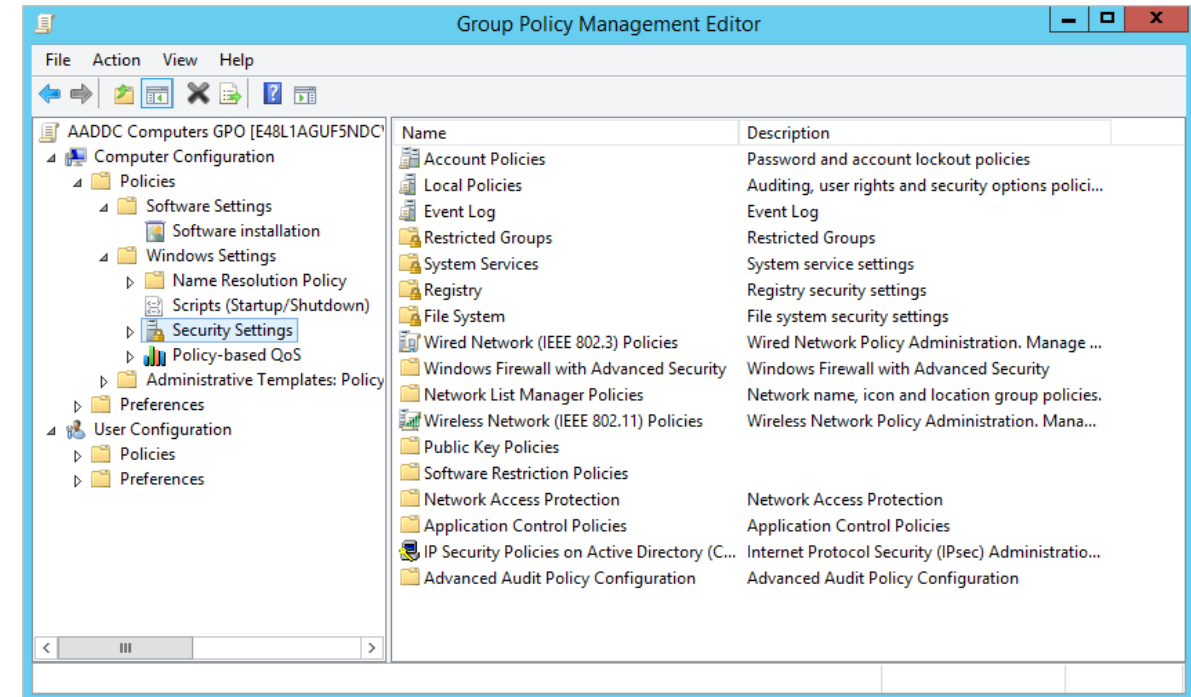 Group Policy Management Editor
File Action View Help
AADDC Computers GPO [E48L1AGUF5NDC
Computer Configuration
Policies
Software Settings
Software installation
Windows Settings
Name Resolution Policy
Scripts (Startup/Shutdown)
Security Settings
Policy-based QoS
Administrative Templates: Policy
Preferences
User Configuration
Policies
Preferences
Name Description
Account Policies Password and account lockout policies
Local Policies Auditing, user rights and security options polici...
Event Log Event Log
Restricted Groups Restricted Groups
System Services System service settings
Registry Registry security settings
File System File system security settings
Wired Network (IEEE 802.3) Policies Wired Network Policy Administration. Manage ...
Windows Firewall with Advanced Security Windows Firewall with Advanced Security
Network List Manager Policies Network name, icon and location group policies.
Wireless Network (IEEE 802.11) Policies Wireless Network Policy Administration. Mana...
Public Key Policies
Software Restriction Policies
Network Access Protection Network Access Protection
Application Control Policies Application Control Policies
IP Security Policies on Active Directory (C... Internet Protocol Security (IPsec) Administratio...
Advanced Audit Policy Configuration Advanced Audit Policy Configuration